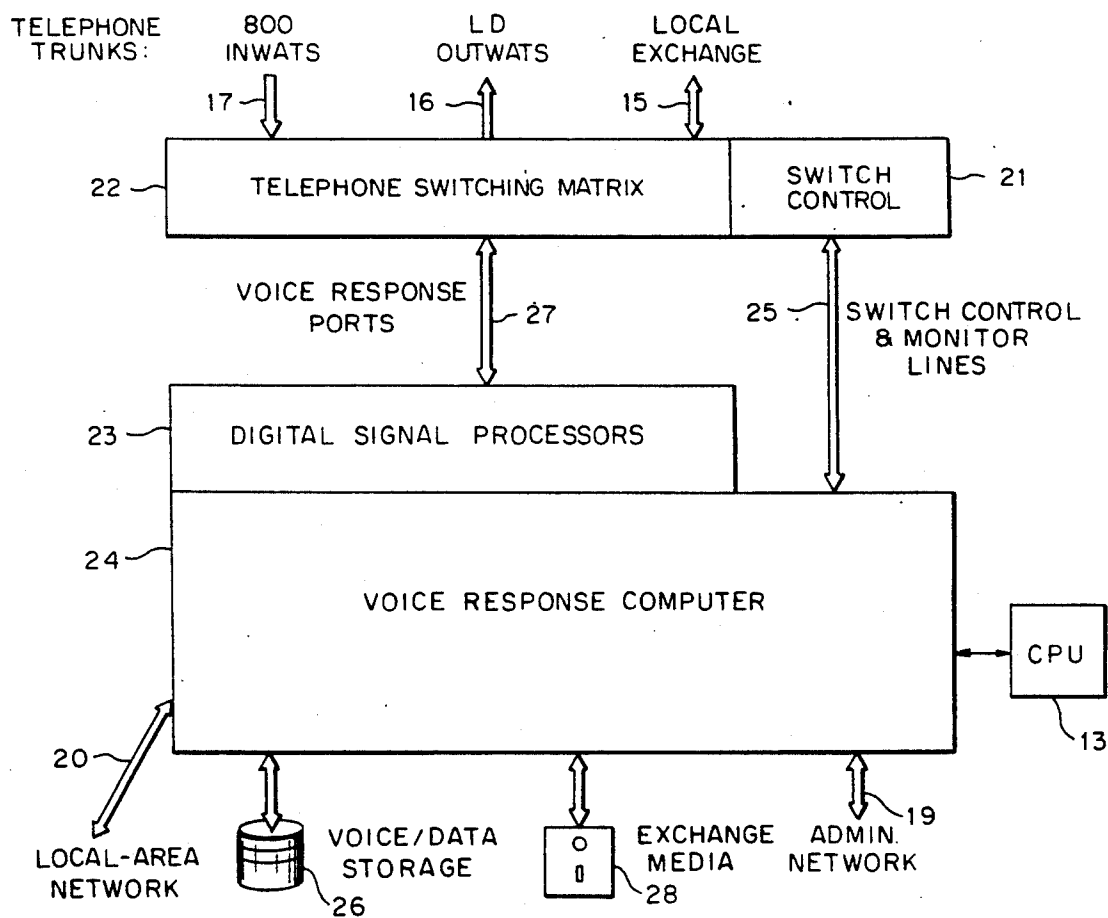 TELEPHONE TRUNKS:
800 INWATS
LD OUTWATS
LOCAL EXCHANGE
17
16
15
22
TELEPHONE SWITCHING MATRIX
SWITCH CONTROL
21
VOICE RESPONSE PORTS
27
25
SWITCH CONTROL & MONITOR LINES
23
DIGITAL SIGNAL PROCESSORS
24
VOICE RESPONSE COMPUTER
CPU
13
20
LOCAL-AREA NETWORK
VOICE/DATA STORAGE
26
EXCHANGE MEDIA
28
ADMIN. NETWORK
19